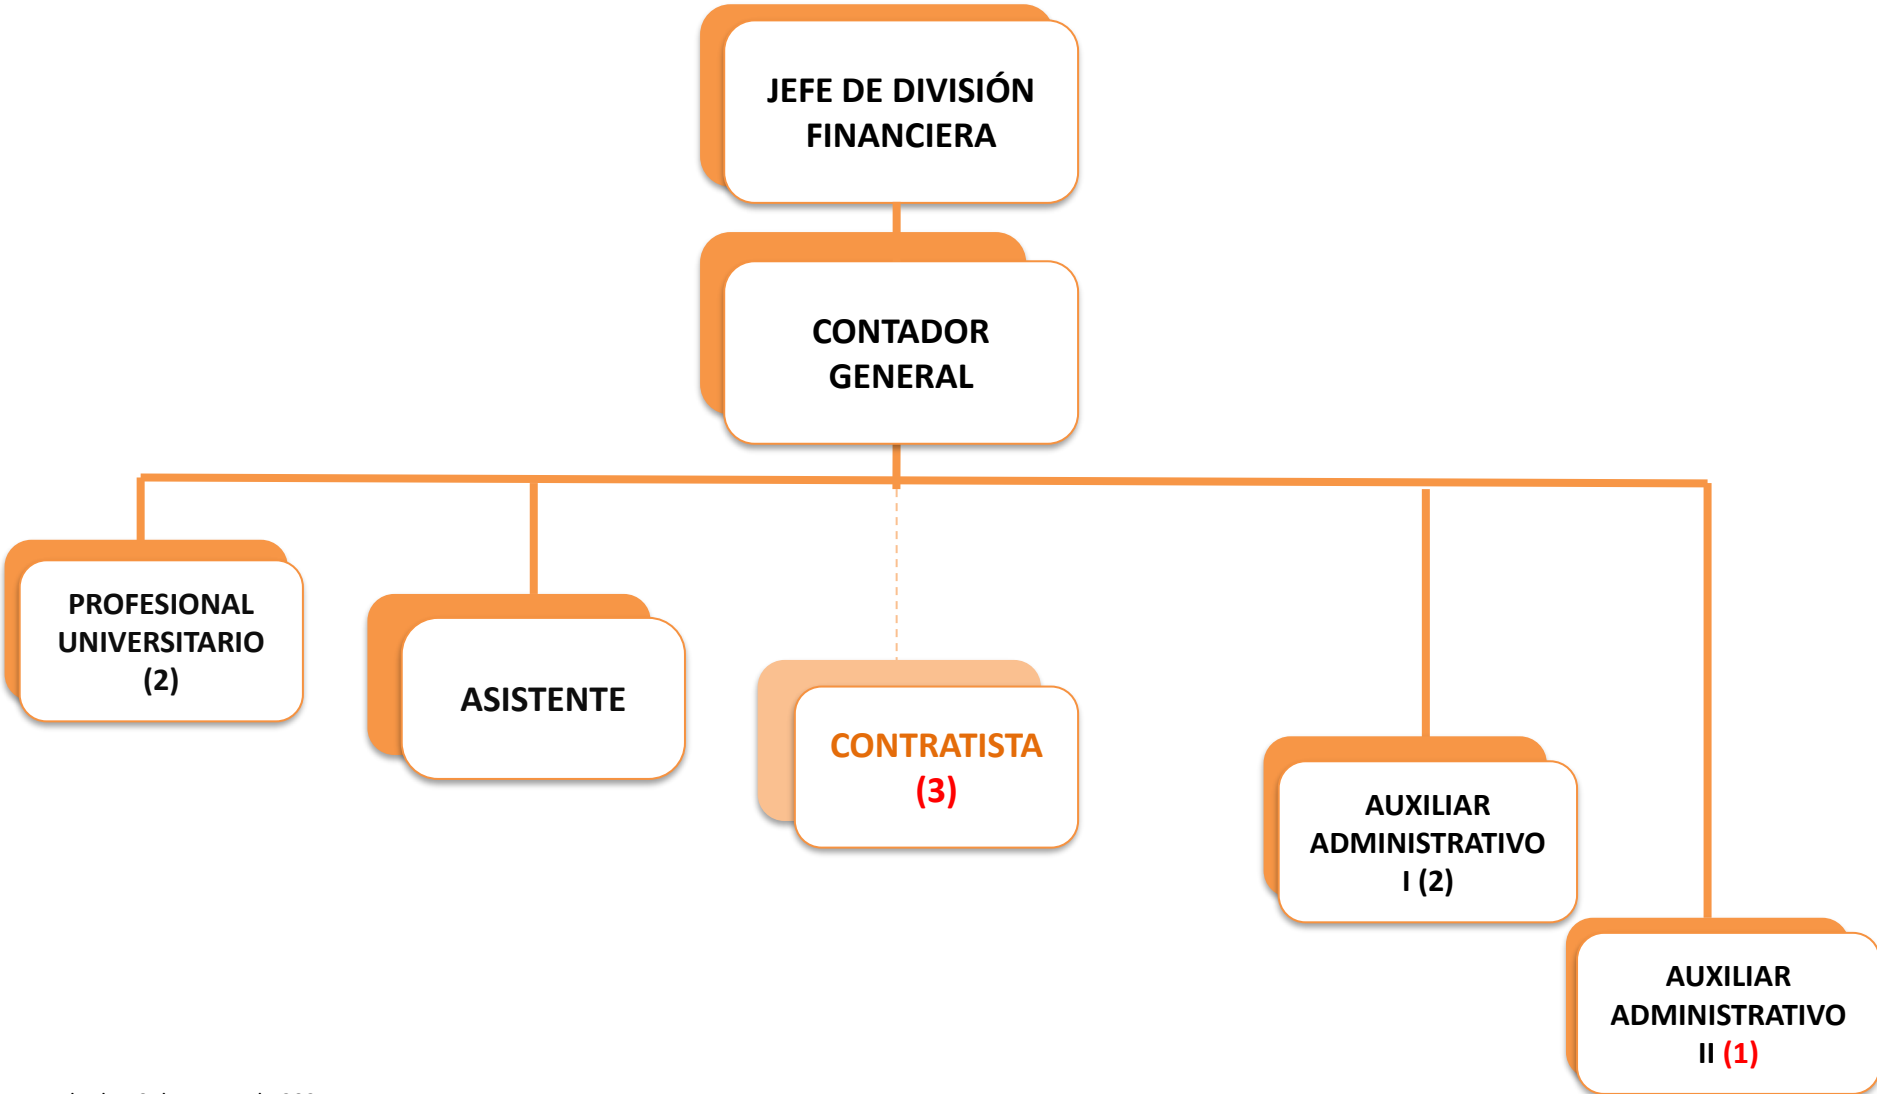 JEFE DE DIVISIÓN
FINANCIERA
CONTADOR
GENERAL
PROFESIONAL
UNIVERSITARIO
(2)
ASISTENTE
CONTRATISTA
(3)
AUXILIAR
ADMINISTRATIVO
I (2)
AUXILIAR
ADMINISTRATIVO
II (1)